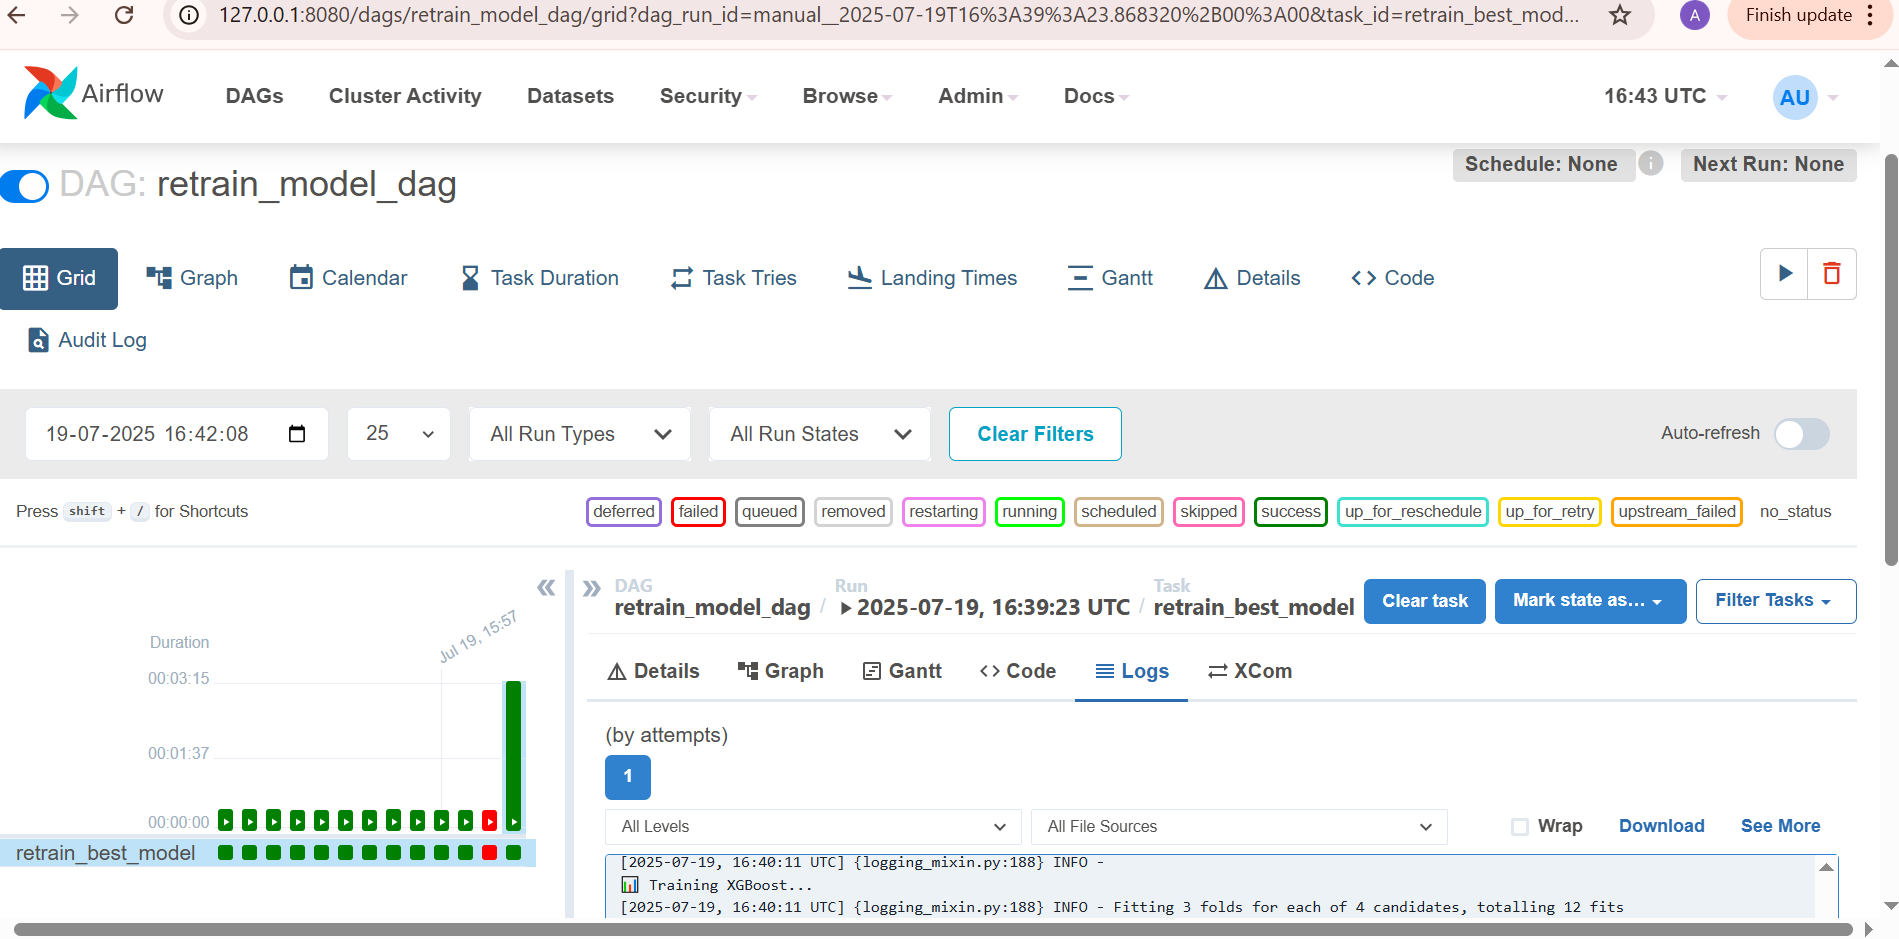 127.0.0.1:8080/dags/retrain_model_dag/grid?dag_run_id=manual__2025-07-19T16%3A39%3A23.868320%2B00%3A00&task_id=retrain_best_mod...
A
Finish update
Airflow
DAGs
Cluster Activity
Datasets
Security
Browse
Admin
Docs
16:43 UTC
AU
DAG: retrain_model_dag
Schedule: None
i
Next Run: None
Grid
Graph
Calendar
Task Duration
Task Tries
Landing Times
Gantt
Details
Code
Audit Log
19-07-2025 16:42:08
25
All Run Types
All Run States
Clear Filters
Auto-refresh
Press shift + / for Shortcuts
deferred
failed
queued
removed
restarting
running
scheduled
skipped
success
up_for_reschedule
up_for_retry
upstream_failed
no_status
Duration
Jul 19, 15:57
00:03:15
00:01:37
00:00:00
retrain_best_model
DAG
retrain_model_dag
/
Run
2025-07-19, 16:39:23 UTC
/
Task
retrain_best_model
Clear task
Mark state as...
Filter Tasks
Details
Graph
Gantt
Code
Logs
XCom
(by attempts)
1
All Levels
All File Sources
Wrap
Download
See More
[2025-07-19, 16:40:11 UTC] {logging_mixin.py:188} INFO -
📊 Training XGBoost...
[2025-07-19, 16:40:11 UTC] {logging_mixin.py:188} INFO - Fitting 3 folds for each of 4 candidates, totalling 12 fits